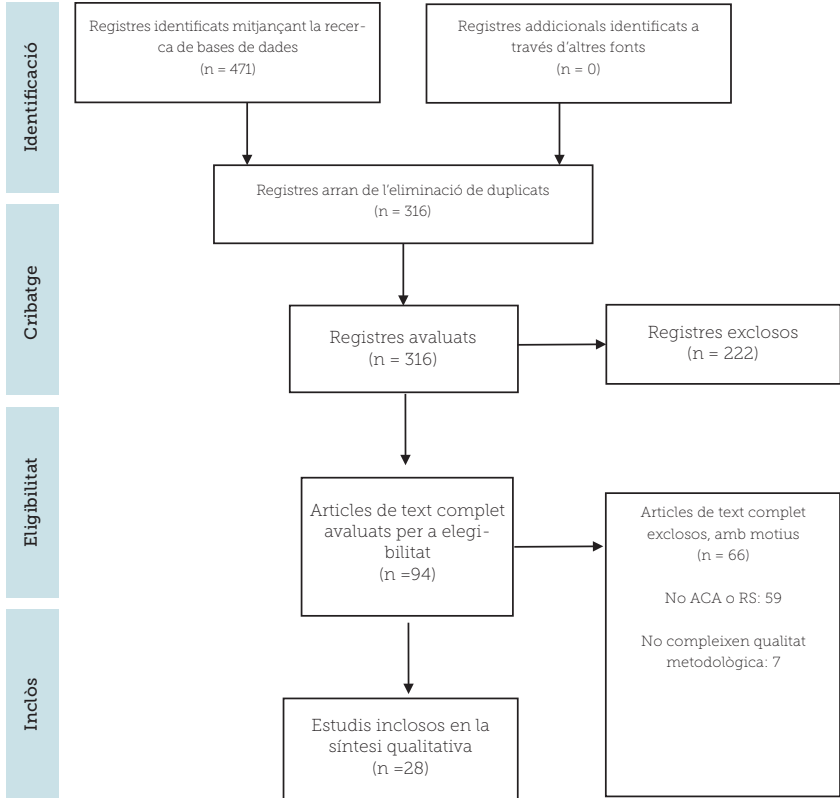 Identificació
Registres identificats mitjançant la recer-
ca de bases de dades
(n = 471)
Registres addicionals identificats a
través d'altres fonts
(n = 0)
Registres arran de l'eliminació de duplicats
(n = 316)
Cribatge
Registres avaluats
(n = 316)
Registres exclosos
(n = 222)
Eligibilitat
Articles de text complet
avaluats per a elegi-
bilitat
(n =94)
Articles de text complet
exclosos, amb motius
(n = 66)
No ACA o RS: 59
No compleixen qualitat
metodològica: 7
Inclòs
Estudis inclosos en la
síntesi qualitativa
(n =28)